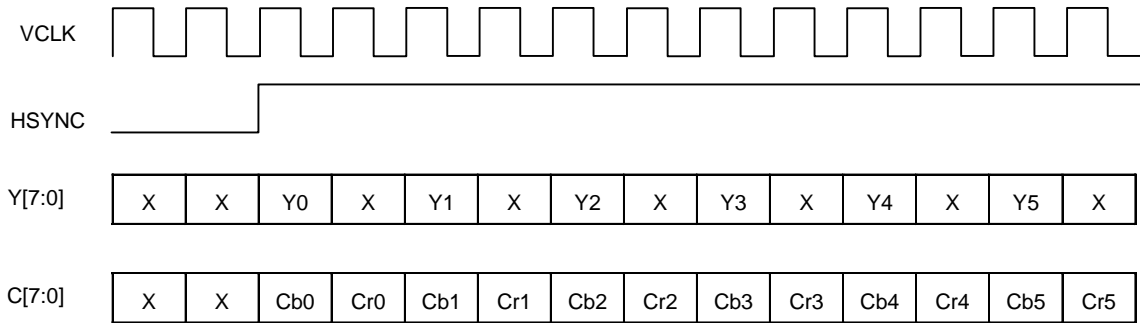 VCLK
HSYNC
Y[7:0] X X Y0 X Y1 X Y2 X Y3 X Y4 X Y5 X
C[7:0] X X Cb0 Cr0 Cb1 Cr1 Cb2 Cr2 Cb3 Cr3 Cb4 Cr4 Cb5 Cr5